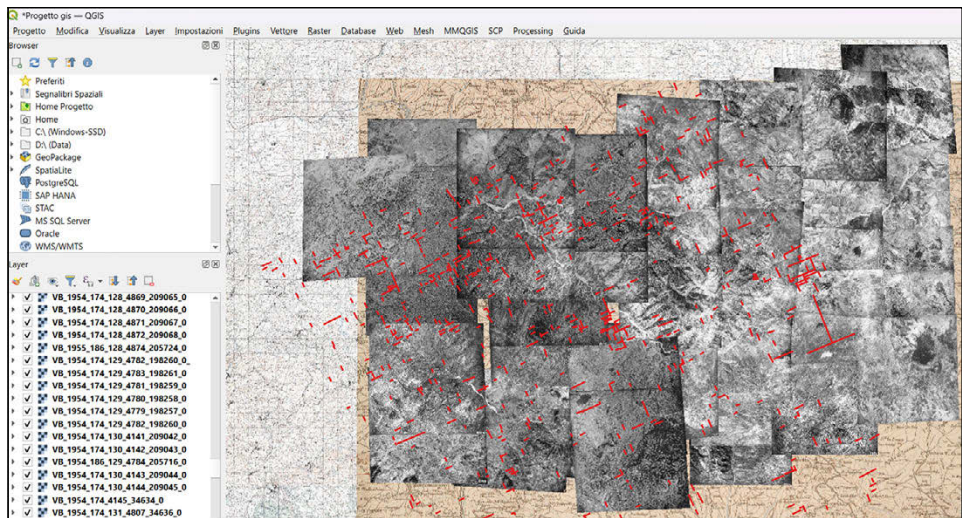 *Progetto gis — QGIS
Progetto Modifica Visualizza Layer Impostazioni Plugins Vettore Raster Database Web Mesh MMQGIS SCP Processing Guida
Browser
Preferiti
Segnalibri Spaziali
Home Progetto
Home
C:\ (Windows-SSD)
D:\ (Data)
GeoPackage
SpatiaLite
PostgreSQL
SAP HANA
STAC
MS SQL Server
Oracle
WMS/WMTS
Layer
VB_1954_174_128_4869_209065_0
VB_1954_174_128_4870_209066_0
VB_1954_174_128_4871_209067_0
VB_1954_174_128_4872_209068_0
VB_1955_186_128_4874_205724_0
VB_1954_174_129_4782_198260_0_
VB_1954_174_129_4783_198261_0
VB_1954_174_129_4781_198259_0
VB_1954_174_129_4780_198258_0
VB_1954_174_129_4779_198257_0
VB_1954_174_129_4782_198260_0
VB_1954_174_130_4141_209042_0
VB_1954_174_130_4142_209043_0
VB_1954_186_129_4784_205716_0
VB_1954_174_130_4143_209044_0
VB_1954_174_130_4144_209045_0
VB_1954_174_4145_34634_0
VB_1954_174_131_4807_34636_0